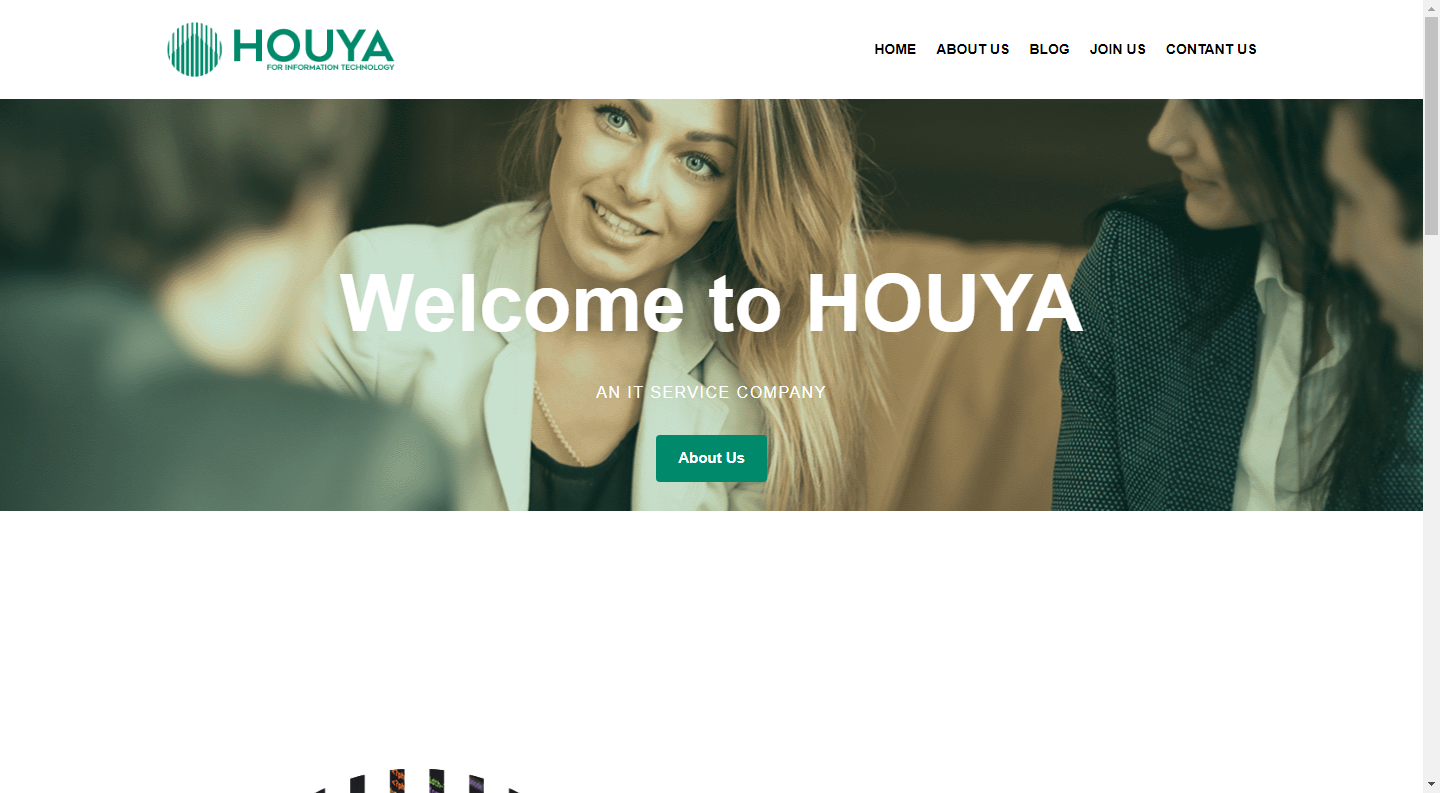 HOUYA
FOR INFORMATION TECHNOLOGY
HOME ABOUT US BLOG JOIN US CONTANT US
Welcome to HOUYA
AN IT SERVICE COMPANY
About Us